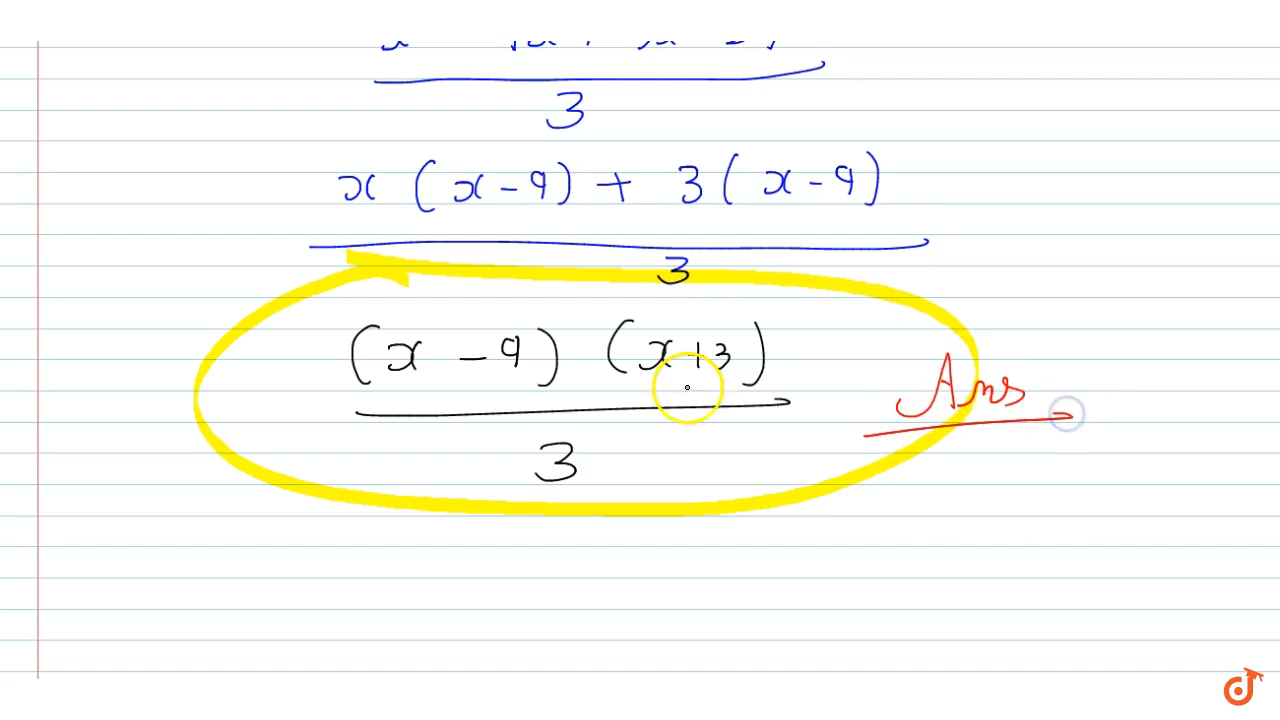 3
x (x-9) + 3 (x-9)
3
(x - 9) (x+3)
3
Ans